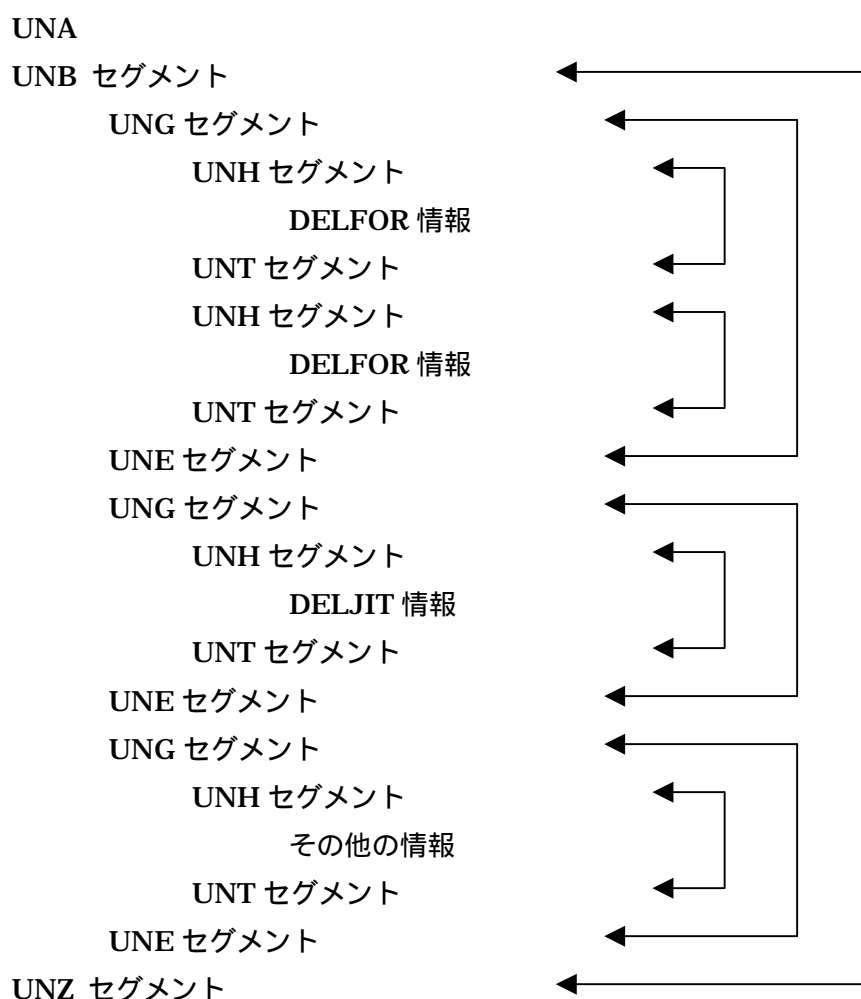 UNA
UNB セグメント
UNG セグメント
UNH セグメント
DELFOR 情報
UNT セグメント
UNH セグメント
DELFOR 情報
UNT セグメント
UNE セグメント
UNG セグメント
UNH セグメント
DELJIT 情報
UNT セグメント
UNE セグメント
UNG セグメント
UNH セグメント
その他の情報
UNT セグメント
UNE セグメント
UNZ セグメント